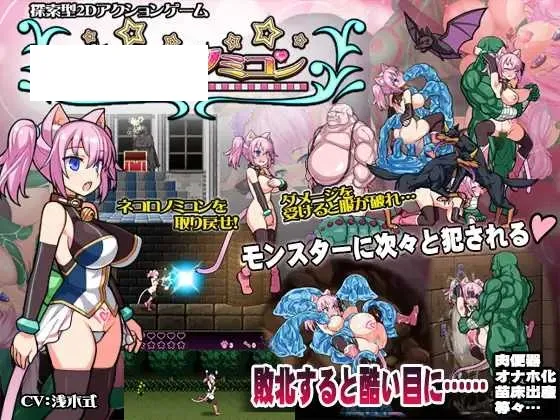 探索型2Dアクションゲーム
ノミコン
ネコロノミコンを
取り戻せ!
ダメージを
受けると服が破れ…
モンスターに次々と犯される♥
敗北すると酷い目に……
肉便器
オナホ化
苗床出産
等々…
CV:浅木式